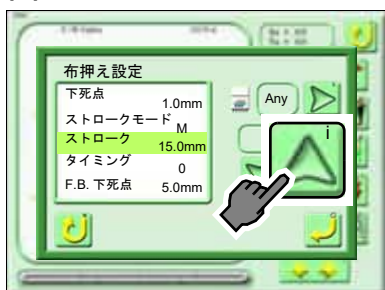 布押え設定
下死点
1.0mm
ストロークモード
M
ストローク
15.0mm
タイミング
0
F.B. 下死点
5.0mm
Any
i